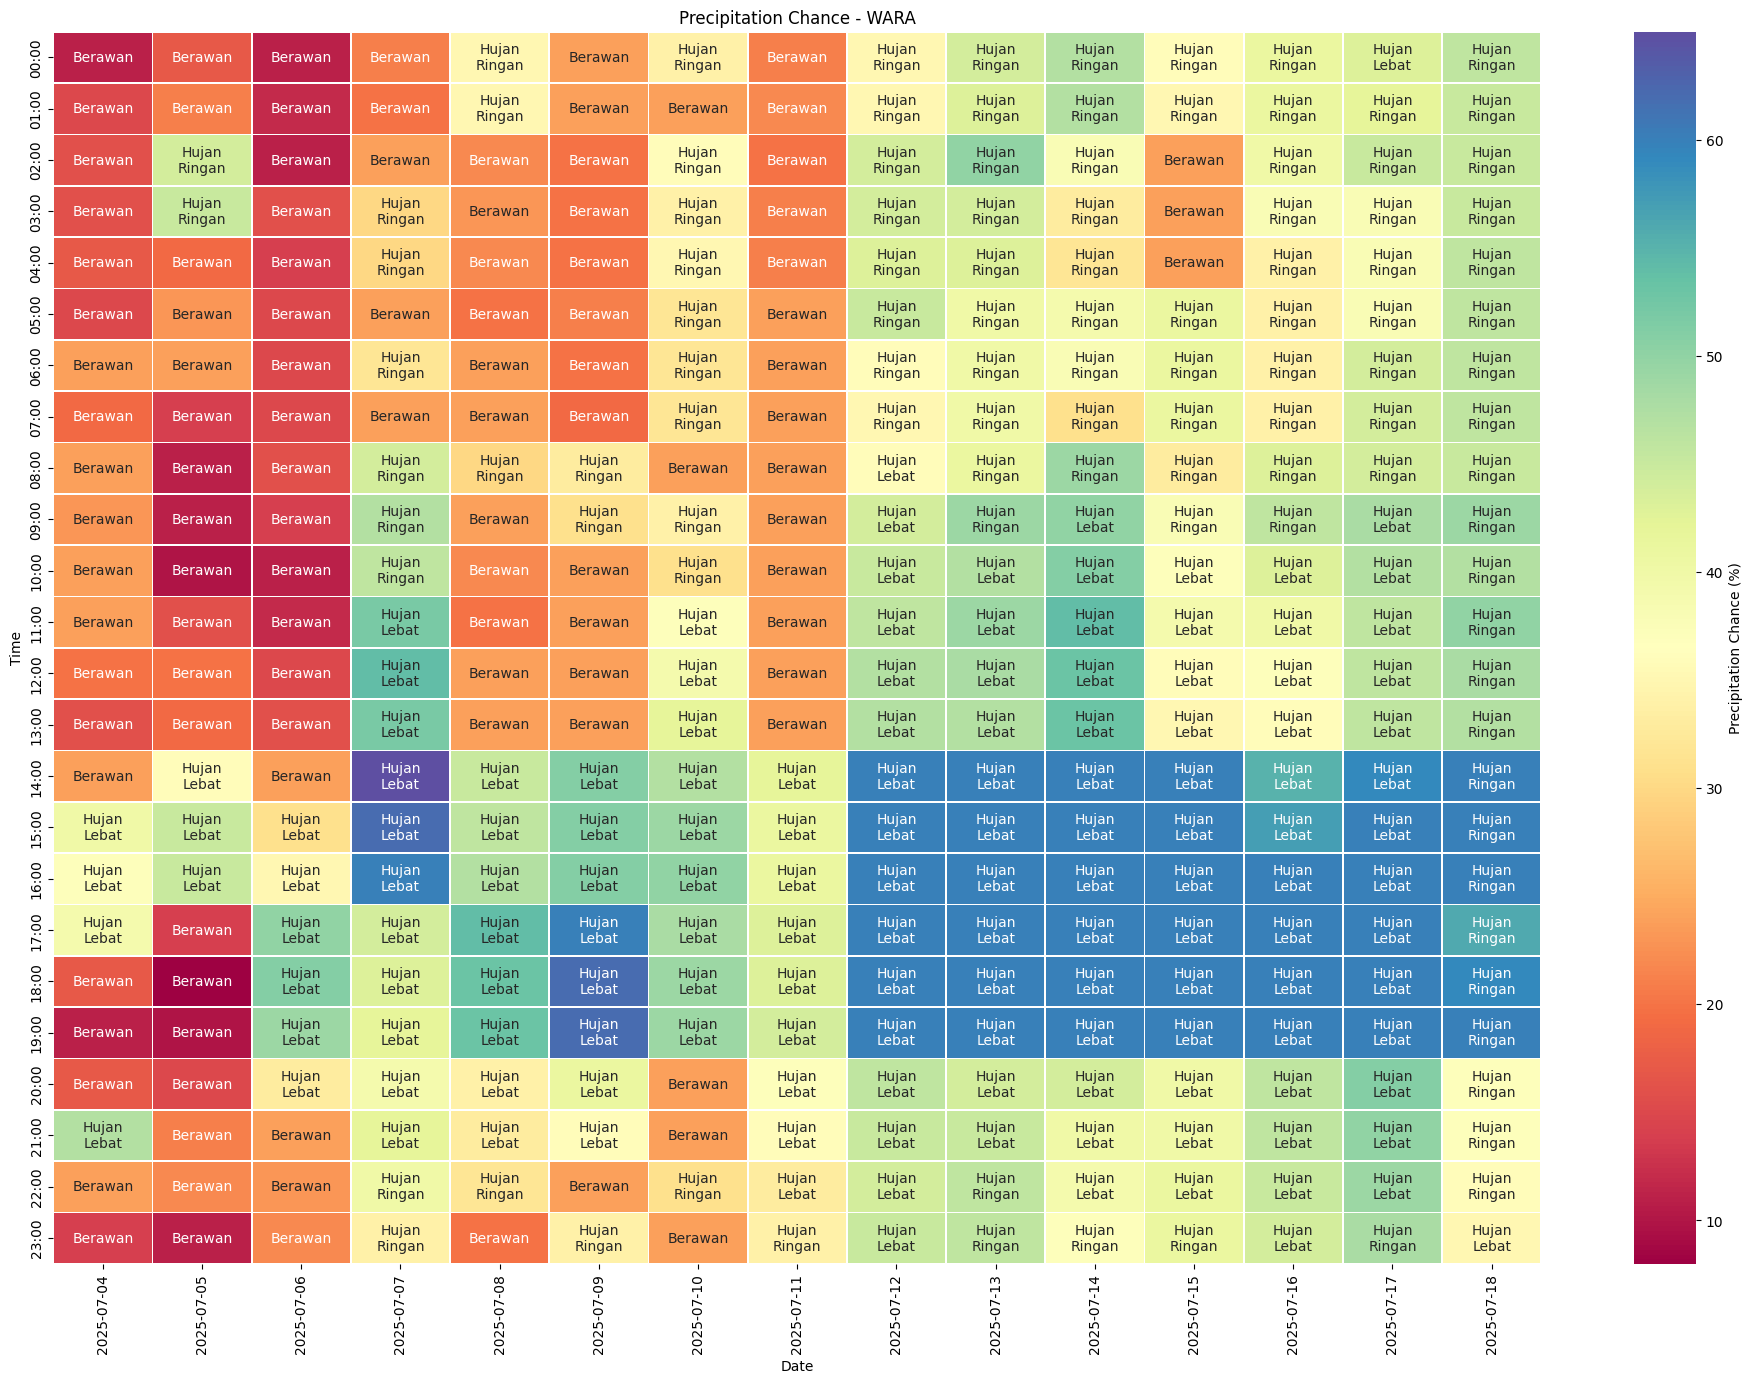 Precipitation Chance - WARA
00:00 Berawan Berawan Berawan Berawan Hujan Ringan Berawan Hujan Ringan Berawan Hujan Ringan Hujan Ringan Hujan Ringan Hujan Ringan Hujan Ringan Hujan Lebat Hujan Ringan
01:00 Berawan Berawan Berawan Berawan Hujan Ringan Berawan Berawan Berawan Hujan Ringan Hujan Ringan Hujan Ringan Hujan Ringan Hujan Ringan Hujan Ringan Hujan Ringan
02:00 Berawan Hujan Ringan Berawan Berawan Berawan Berawan Hujan Ringan Berawan Hujan Ringan Hujan Ringan Hujan Ringan Berawan Hujan Ringan Hujan Ringan Hujan Ringan
03:00 Berawan Hujan Ringan Berawan Hujan Ringan Berawan Berawan Hujan Ringan Berawan Hujan Ringan Hujan Ringan Hujan Ringan Berawan Hujan Ringan Hujan Ringan Hujan Ringan
04:00 Berawan Berawan Berawan Hujan Ringan Berawan Berawan Hujan Ringan Berawan Hujan Ringan Hujan Ringan Hujan Ringan Berawan Hujan Ringan Hujan Ringan Hujan Ringan
05:00 Berawan Berawan Berawan Berawan Berawan Berawan Hujan Ringan Berawan Hujan Ringan Hujan Ringan Hujan Ringan Hujan Ringan Hujan Ringan Hujan Ringan Hujan Ringan
06:00 Berawan Berawan Berawan Hujan Ringan Berawan Berawan Hujan Ringan Berawan Hujan Ringan Hujan Ringan Hujan Ringan Hujan Ringan Hujan Ringan Hujan Ringan Hujan Ringan
07:00 Berawan Berawan Berawan Berawan Berawan Berawan Hujan Ringan Berawan Hujan Ringan Hujan Ringan Hujan Ringan Hujan Ringan Hujan Ringan Hujan Ringan Hujan Ringan
08:00 Berawan Berawan Berawan Hujan Ringan Hujan Ringan Hujan Ringan Berawan Berawan Hujan Lebat Hujan Ringan Hujan Ringan Hujan Ringan Hujan Ringan Hujan Ringan Hujan Ringan
09:00 Berawan Berawan Berawan Hujan Ringan Berawan Hujan Ringan Hujan Ringan Berawan Hujan Lebat Hujan Ringan Hujan Lebat Hujan Ringan Hujan Ringan Hujan Lebat Hujan Ringan
10:00 Berawan Berawan Berawan Hujan Ringan Berawan Berawan Hujan Ringan Berawan Hujan Lebat Hujan Lebat Hujan Lebat Hujan Lebat Hujan Lebat Hujan Lebat Hujan Ringan
11:00 Berawan Berawan Berawan Hujan Lebat Berawan Berawan Hujan Lebat Berawan Hujan Lebat Hujan Lebat Hujan Lebat Hujan Lebat Hujan Lebat Hujan Lebat Hujan Ringan
12:00 Berawan Berawan Berawan Hujan Lebat Berawan Berawan Hujan Lebat Berawan Hujan Lebat Hujan Lebat Hujan Lebat Hujan Lebat Hujan Lebat Hujan Lebat Hujan Ringan
13:00 Berawan Berawan Berawan Hujan Lebat Berawan Berawan Hujan Lebat Berawan Hujan Lebat Hujan Lebat Hujan Lebat Hujan Lebat Hujan Lebat Hujan Lebat Hujan Ringan
14:00 Berawan Hujan Lebat Berawan Hujan Lebat Hujan Lebat Hujan Lebat Hujan Lebat Hujan Lebat Hujan Lebat Hujan Lebat Hujan Lebat Hujan Lebat Hujan Lebat Hujan Lebat Hujan Ringan
15:00 Hujan Lebat Hujan Lebat Hujan Lebat Hujan Lebat Hujan Lebat Hujan Lebat Hujan Lebat Hujan Lebat Hujan Lebat Hujan Lebat Hujan Lebat Hujan Lebat Hujan Lebat Hujan Lebat Hujan Ringan
16:00 Hujan Lebat Hujan Lebat Hujan Lebat Hujan Lebat Hujan Lebat Hujan Lebat Hujan Lebat Hujan Lebat Hujan Lebat Hujan Lebat Hujan Lebat Hujan Lebat Hujan Lebat Hujan Lebat Hujan Ringan
17:00 Hujan Lebat Berawan Hujan Lebat Hujan Lebat Hujan Lebat Hujan Lebat Hujan Lebat Hujan Lebat Hujan Lebat Hujan Lebat Hujan Lebat Hujan Lebat Hujan Lebat Hujan Lebat Hujan Ringan
18:00 Berawan Berawan Hujan Lebat Hujan Lebat Hujan Lebat Hujan Lebat Hujan Lebat Hujan Lebat Hujan Lebat Hujan Lebat Hujan Lebat Hujan Lebat Hujan Lebat Hujan Lebat Hujan Ringan
19:00 Berawan Berawan Hujan Lebat Hujan Lebat Hujan Lebat Hujan Lebat Hujan Lebat Hujan Lebat Hujan Lebat Hujan Lebat Hujan Lebat Hujan Lebat Hujan Lebat Hujan Lebat Hujan Ringan
20:00 Berawan Berawan Hujan Lebat Hujan Lebat Hujan Lebat Hujan Lebat Berawan Hujan Lebat Hujan Lebat Hujan Lebat Hujan Lebat Hujan Lebat Hujan Lebat Hujan Lebat Hujan Ringan
21:00 Hujan Lebat Berawan Berawan Hujan Lebat Hujan Lebat Hujan Lebat Berawan Hujan Lebat Hujan Lebat Hujan Lebat Hujan Lebat Hujan Lebat Hujan Lebat Hujan Lebat Hujan Ringan
22:00 Berawan Berawan Berawan Hujan Ringan Hujan Ringan Berawan Hujan Ringan Hujan Lebat Hujan Lebat Hujan Ringan Hujan Lebat Hujan Lebat Hujan Lebat Hujan Lebat Hujan Ringan
23:00 Berawan Berawan Berawan Hujan Ringan Berawan Hujan Ringan Berawan Hujan Ringan Hujan Lebat Hujan Ringan Hujan Ringan Hujan Ringan Hujan Lebat Hujan Ringan Hujan Lebat
Time
2025-07-04 2025-07-05 2025-07-06 2025-07-07 2025-07-08 2025-07-09 2025-07-10 2025-07-11 2025-07-12 2025-07-13 2025-07-14 2025-07-15 2025-07-16 2025-07-17 2025-07-18
Date
60
50
40
30
20
10
Precipitation Chance (%)